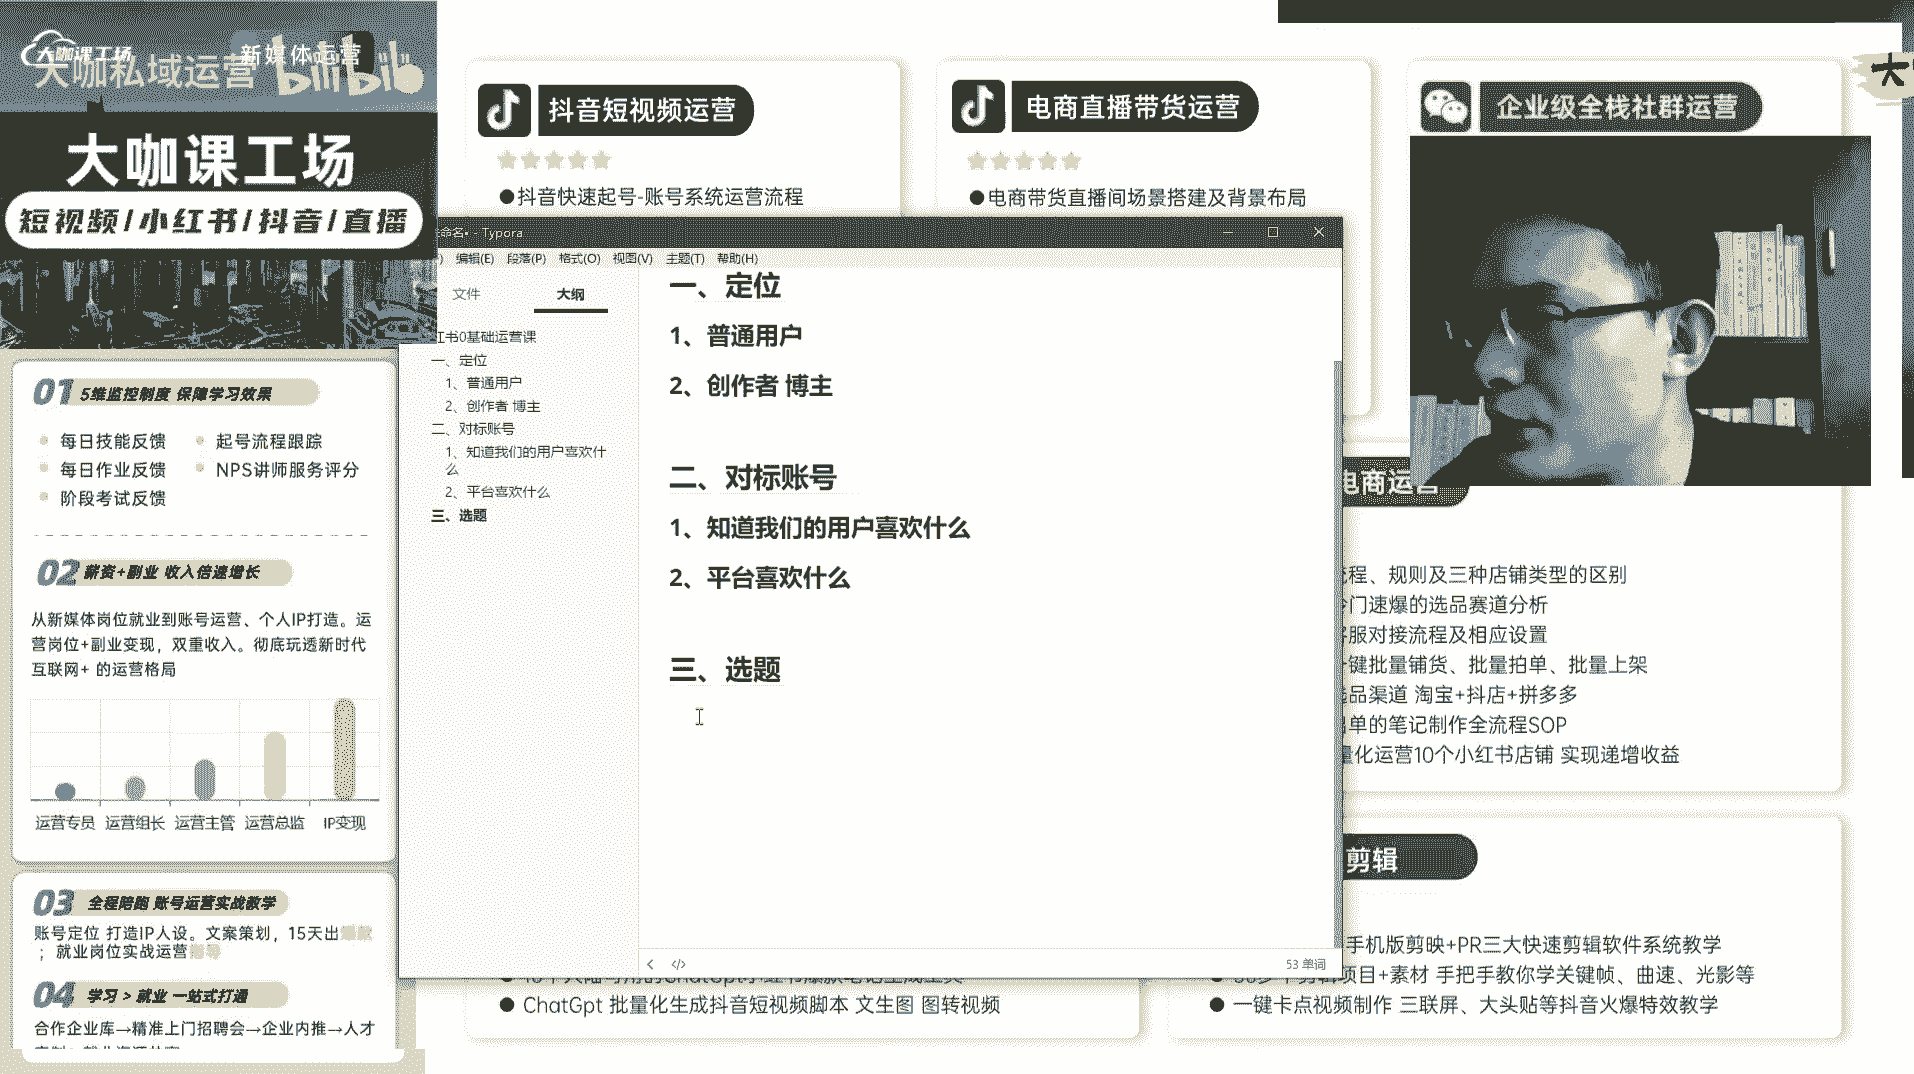 大咖课工场
新媒体运营
大咖私域运营
bilibili
大咖课工场
短视频/小红书/抖音/直播
01 5维监控制度 保障学习效果
每日技能反馈
起号流程跟踪
每日作业反馈
NPS讲师服务评分
阶段考试反馈
02 薪资+副业 收入倍速增长
从新媒体岗位就业到账号运营、个人IP打造。运
营岗位+副业变现，双重收入。彻底玩透新时代
互联网+ 的运营格局
运营专员 运营组长 运营主管 运营总监 IP变现
03 全程陪跑 账号运营实战教学
账号定位 打造IP人设。文案策划，15天出
；就业岗位实战运营
04 学习 > 就业 一站式打通
合作企业库→精准上门招聘会→企业内推→人才
抖音短视频运营
●抖音快速起号-账号系统运营流程
电商直播带货运营
●电商带货直播间场景搭建及背景布局
企业级全栈社群运营
大
命名• - Typora
编辑(E) 段落(P) 格式(O) 视图(V) 主题(T) 帮助(H)
文件 大纲
红书0基础运营课
一、定位
1、普通用户
2、创作者 博主
二、对标账号
1、知道我们的用户喜欢什
么
2、平台喜欢什么
三、选题
一、定位
1、普通用户
2、创作者 博主
二、对标账号
1、知道我们的用户喜欢什么
2、平台喜欢什么
三、选题
53 单词
电商运营
程、规则及三种店铺类型的区别
门速爆的选品赛道分析
客服对接流程及相应设置
键批量铺货、批量拍单、批量上架
选品渠道 淘宝+抖店+拼多多
出单的笔记制作全流程SOP
量化运营10个小红书店铺 实现递增收益
●ChatGpt 批量化生成抖音短视频脚本 文生图 图转视频
剪辑
手机版剪映+PR三大快速剪辑软件系统教学
项目+素材 手把手教你学关键帧、曲速、光影等
●一键卡点视频制作 三联屏、大头贴等抖音火爆特效教学